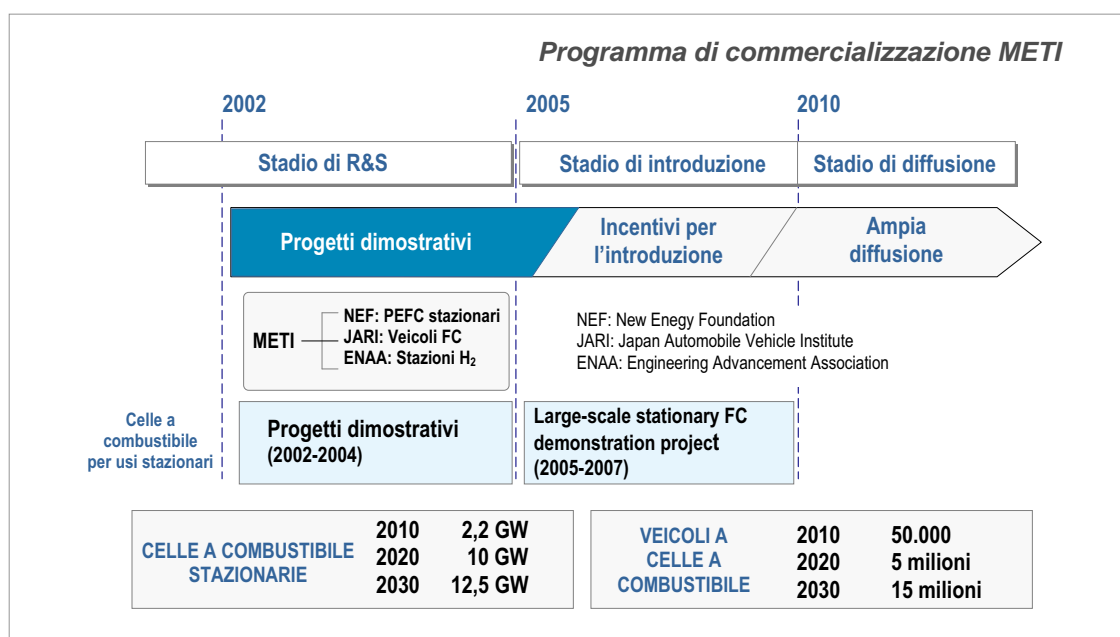 Programma di commercializzazione METI
2002
2005
2010
Stadio di R&S
Stadio di introduzione
Stadio di diffusione
Progetti dimostrativi
Incentivi per
l'introduzione
Ampia
diffusione
METI
NEF: PEFC stazionari
JARI: Veicoli FC
ENAA: Stazioni H₂
NEF: New Enegy Foundation
JARI: Japan Automobile Vehicle Institute
ENAA: Engineering Advancement Association
Celle a
combustibile
per usi stazionari
Progetti dimostrativi
(2002-2004)
Large-scale stationary FC
demonstration project
(2005-2007)
CELLE A COMBUSTIBILE
STAZIONARIE
2010 2,2 GW
2020 10 GW
2030 12,5 GW
VEICOLI A
CELLE A
COMBUSTIBILE
2010 50.000
2020 5 milioni
2030 15 milioni